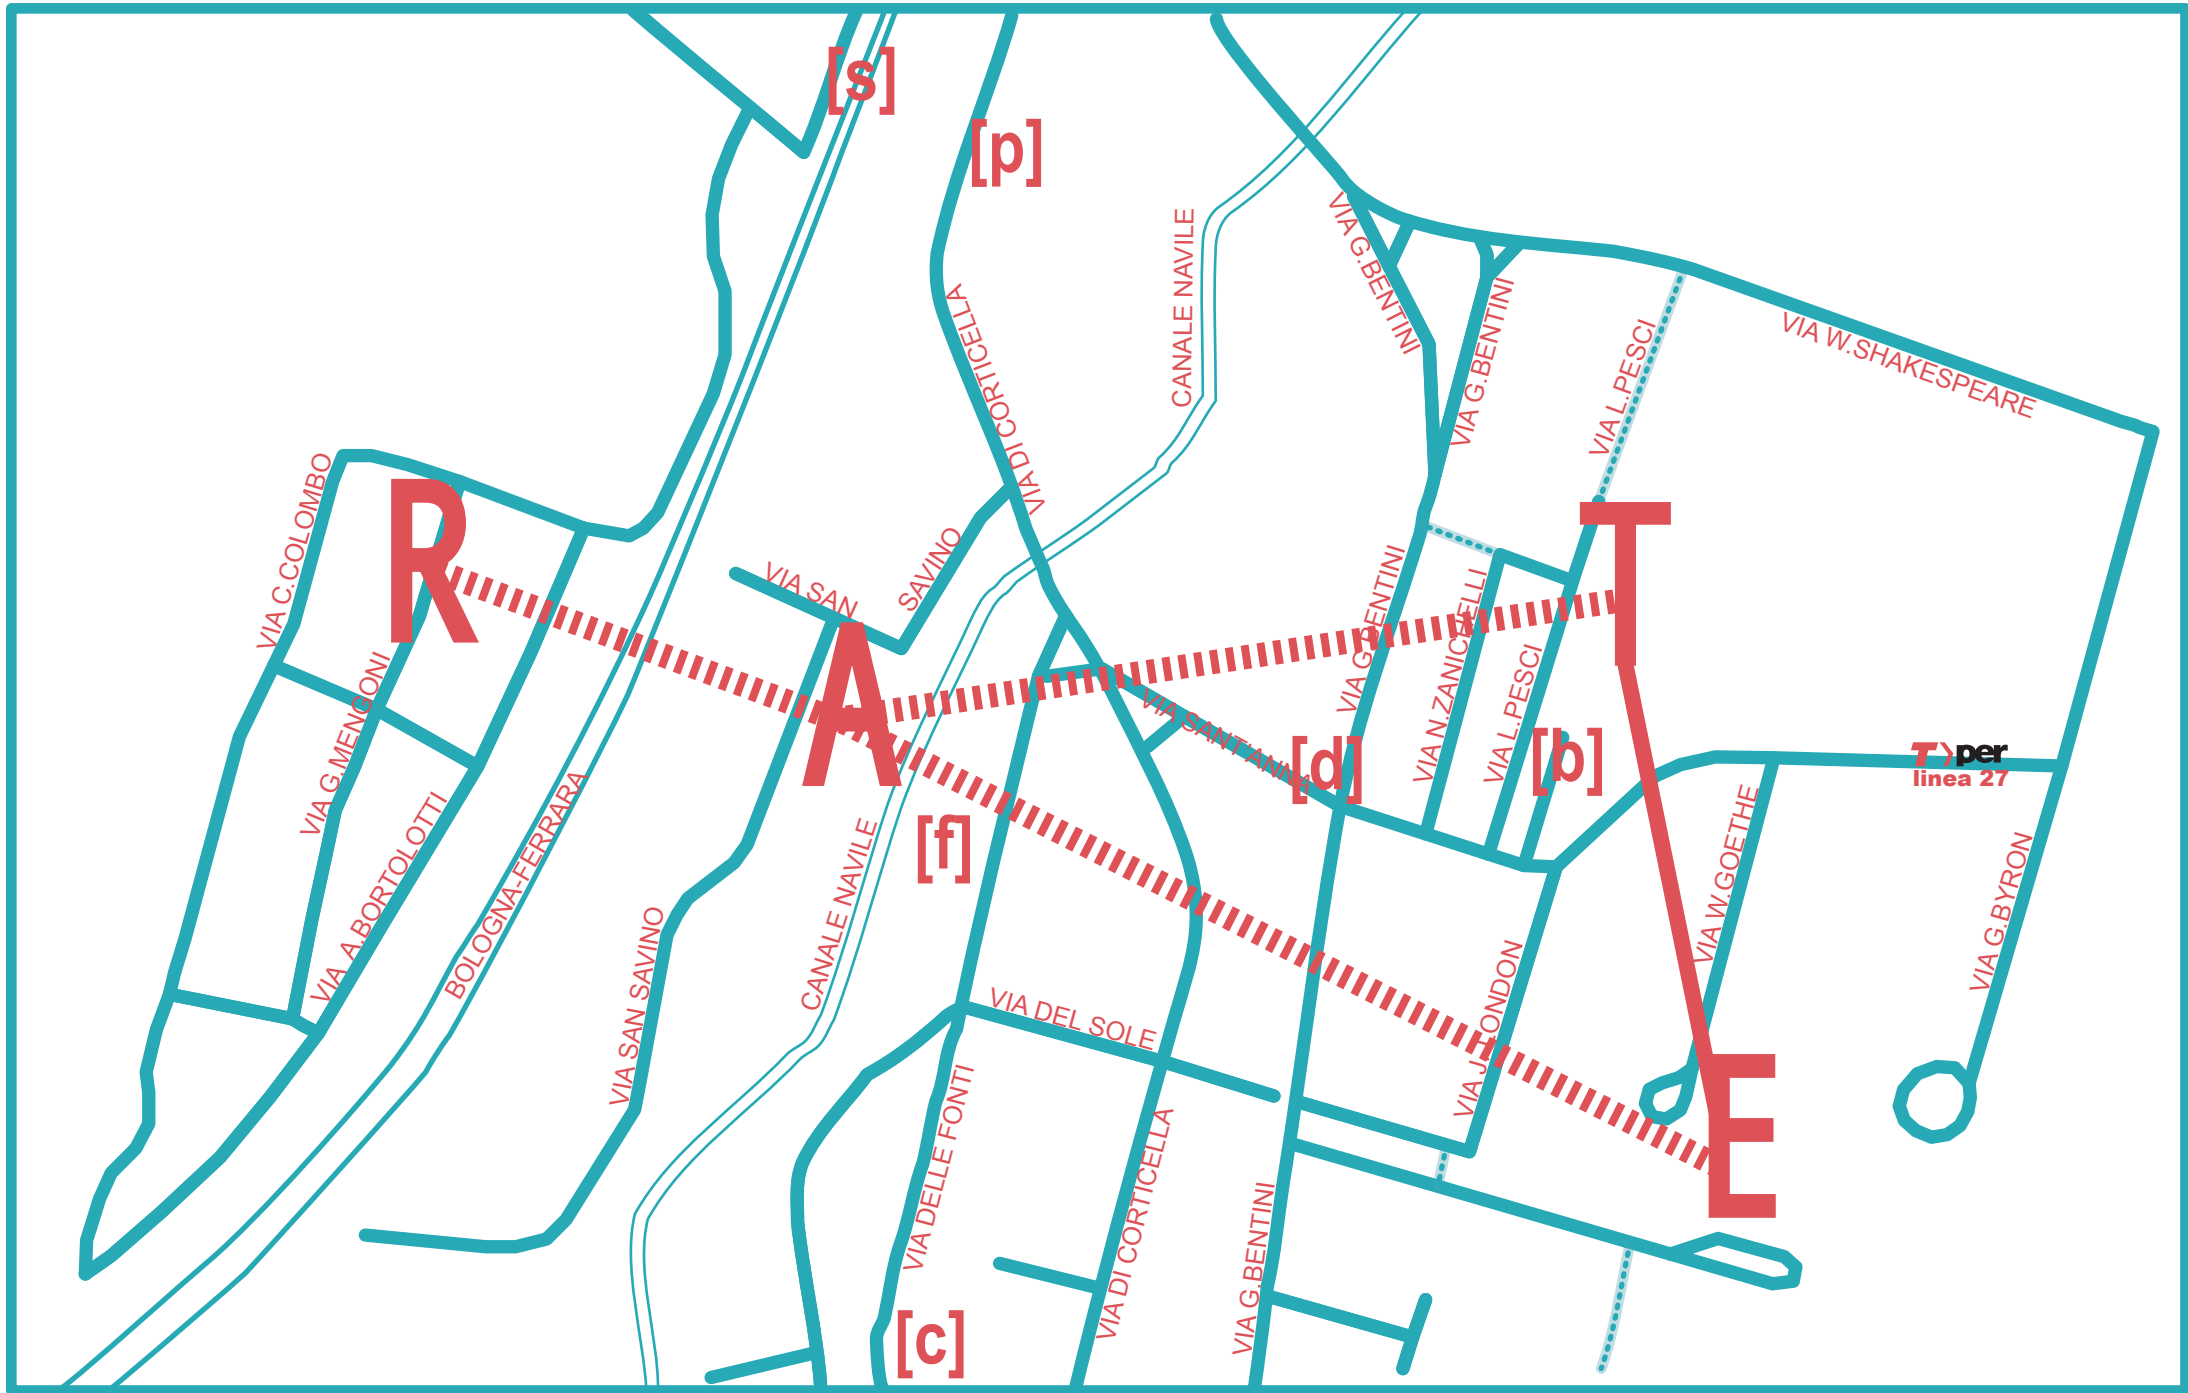 [s]
[p]
CANALE NAVILE
VIA G.BENTINI
VIA G.BENTINI
VIA DI CORTICELLA
VIA L.PESCI
VIA W.SHAKESPEARE
VIA C.COLOMBO
R
T
VIA SAN
SAVINO
A
VIA G.BENTINI
VIA N.ZANICHELLI
VIA L.PESCI
VIA G.MENGONI
VIA SANT'ANNA
[d]
[b]
T>per
linea 27
VIA A.BORTOLOTTI
BOLOGNA-FERRARA
[f]
CANALE NAVILE
VIA W.GOETHE
VIA G.BYRON
VIA SAN SAVINO
VIA DEL SOLE
VIA J.LONDON
E
VIA DELLE FONTI
VIA DI CORTICELLA
VIA G.BENTINI
[c]